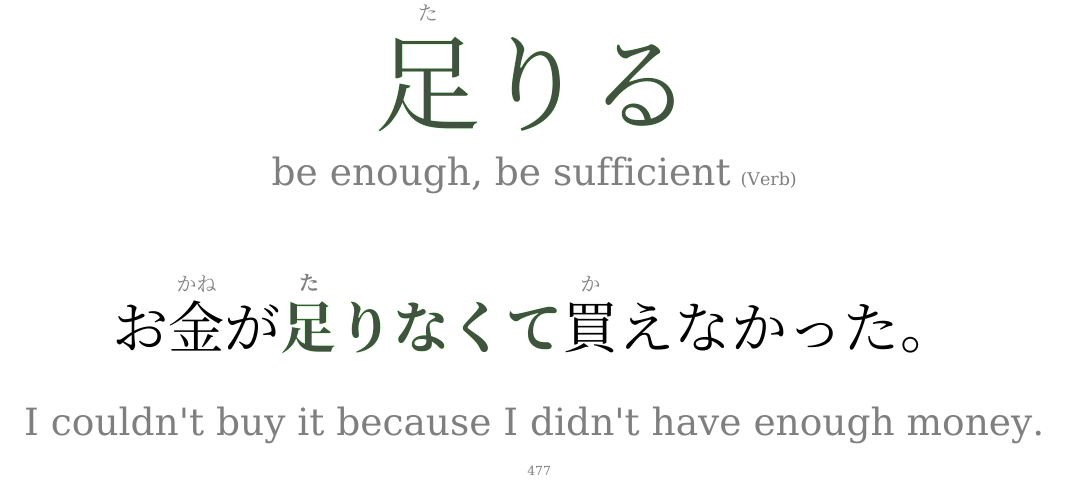 た
足りる
be enough, be sufficient (Verb)
かね た か
お金が足りなくて買えなかった。
I couldn't buy it because I didn't have enough money.
477